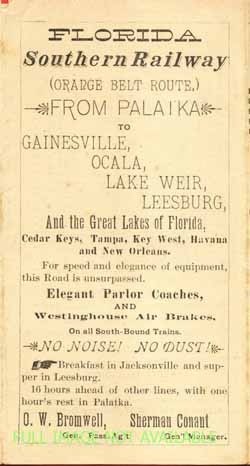 FLORIDA
Southern Railway
(ORANGE BELT ROUTE.)
FROM PALATKA
TO
GAINESVILLE,
OCALA,
LAKE WEIR,
LEESBURG,
And the Great Lakes of Florida,
Cedar Keys, Tampa, Key West, Havana
and New Orleans.
For speed and elegance of equipment,
this Road is unsurpassed.
Elegant Parlor Coaches,
AND
Westinghouse Air Brakes.
On all South-Bound Trains.
NO NOISE! NO DUST!
Breakfast in Jacksonville and sup-
per in Leesburg.
16 hours ahead of other lines, with one
hour's rest in Palatka.
O. W. Bromwell, Sherman Conant
Gen. Pass. Ag't Gen'l Manager.